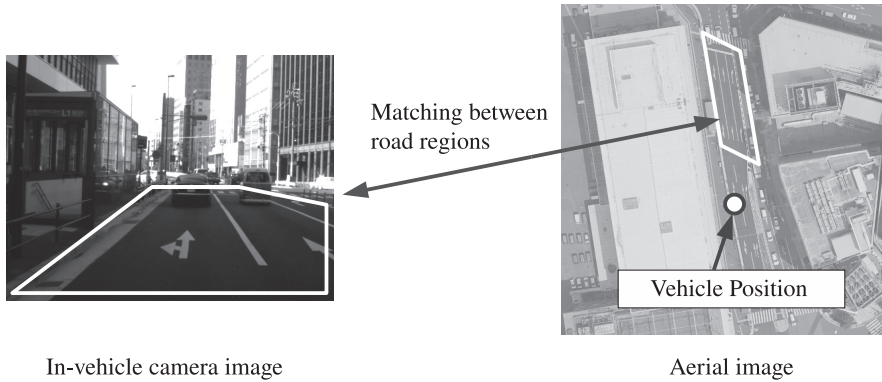 Matching between
road regions
Vehicle Position
In-vehicle camera image
Aerial image